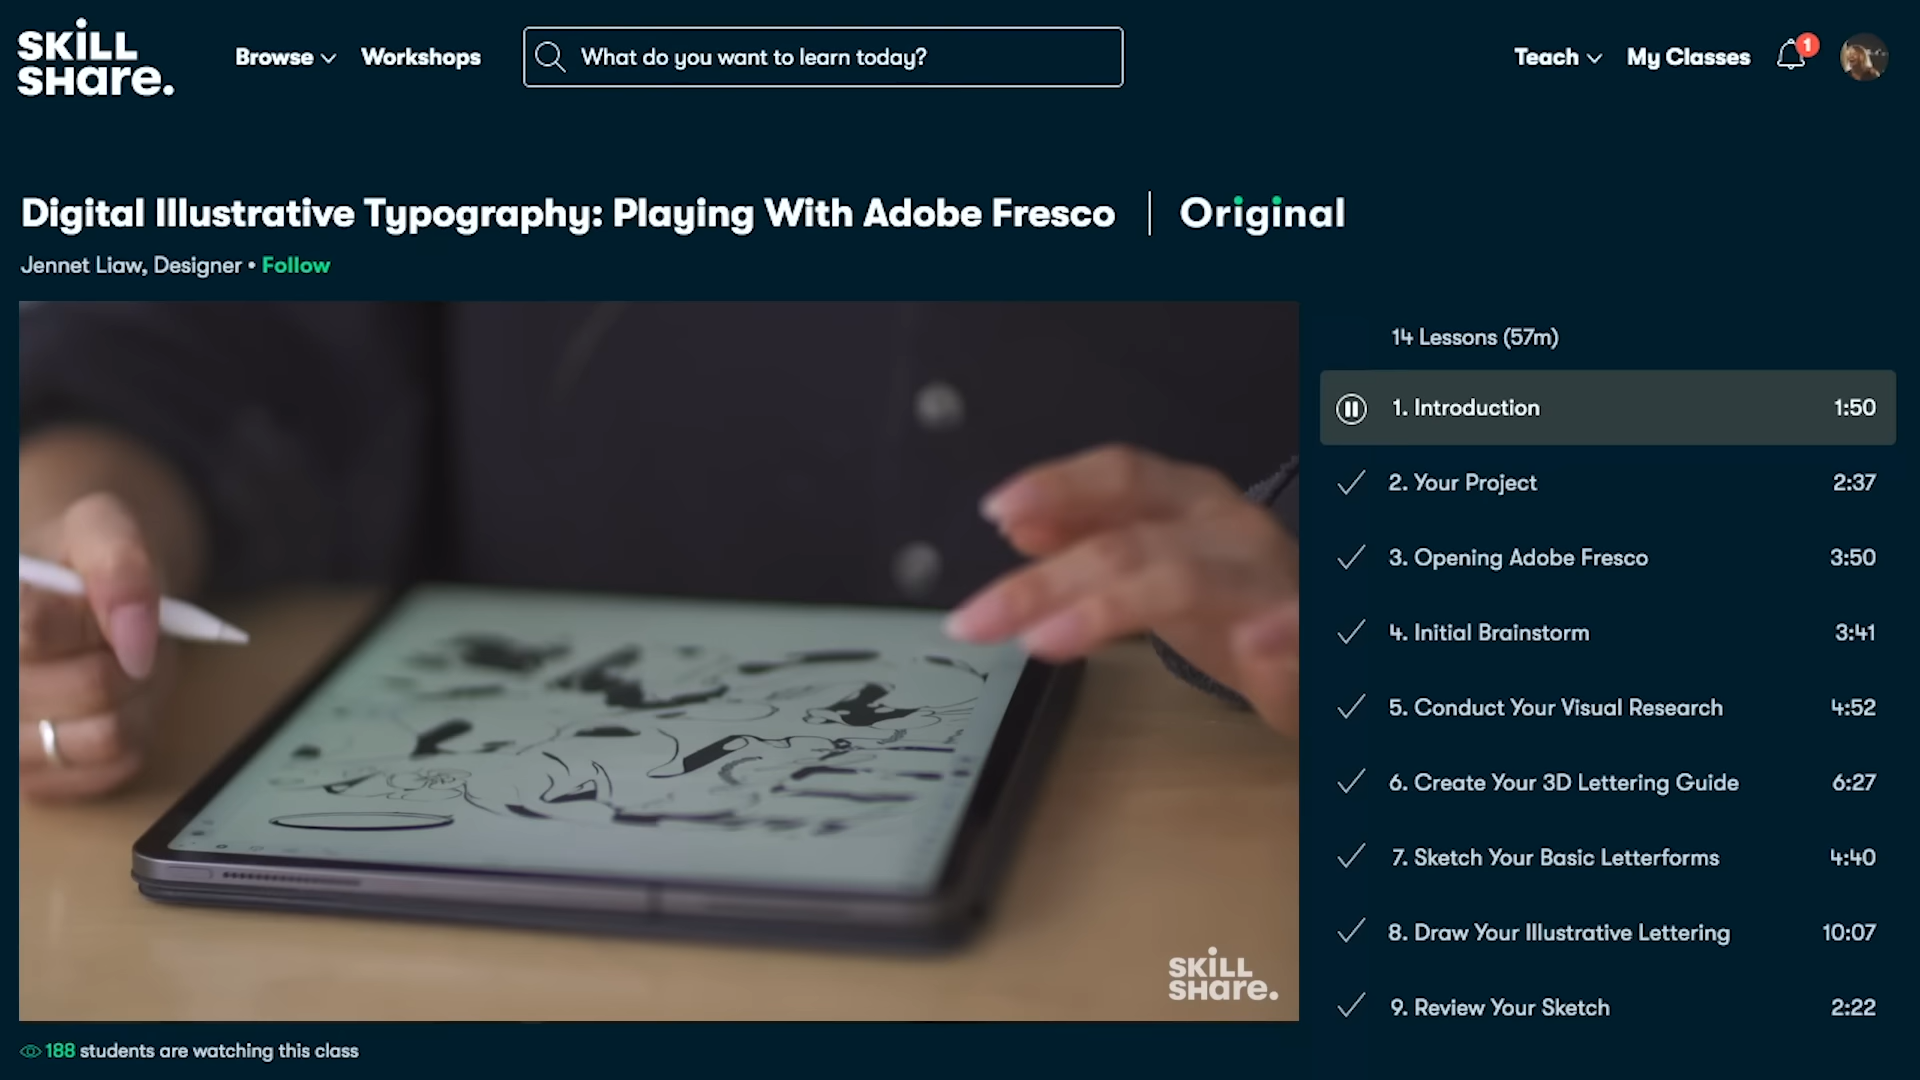 SKILL
SHare.
Browse
Workshops
What do you want to learn today?
Teach
My Classes
1
Digital Illustrative Typography: Playing With Adobe Fresco | Original
Jennet Liaw, Designer • Follow
14 Lessons (57m)
1. Introduction 1:50
2. Your Project 2:37
3. Opening Adobe Fresco 3:50
4. Initial Brainstorm 3:41
5. Conduct Your Visual Research 4:52
6. Create Your 3D Lettering Guide 6:27
7. Sketch Your Basic Letterforms 4:40
8. Draw Your Illustrative Lettering 10:07
9. Review Your Sketch 2:22
SKILL
SHare.
188 students are watching this class